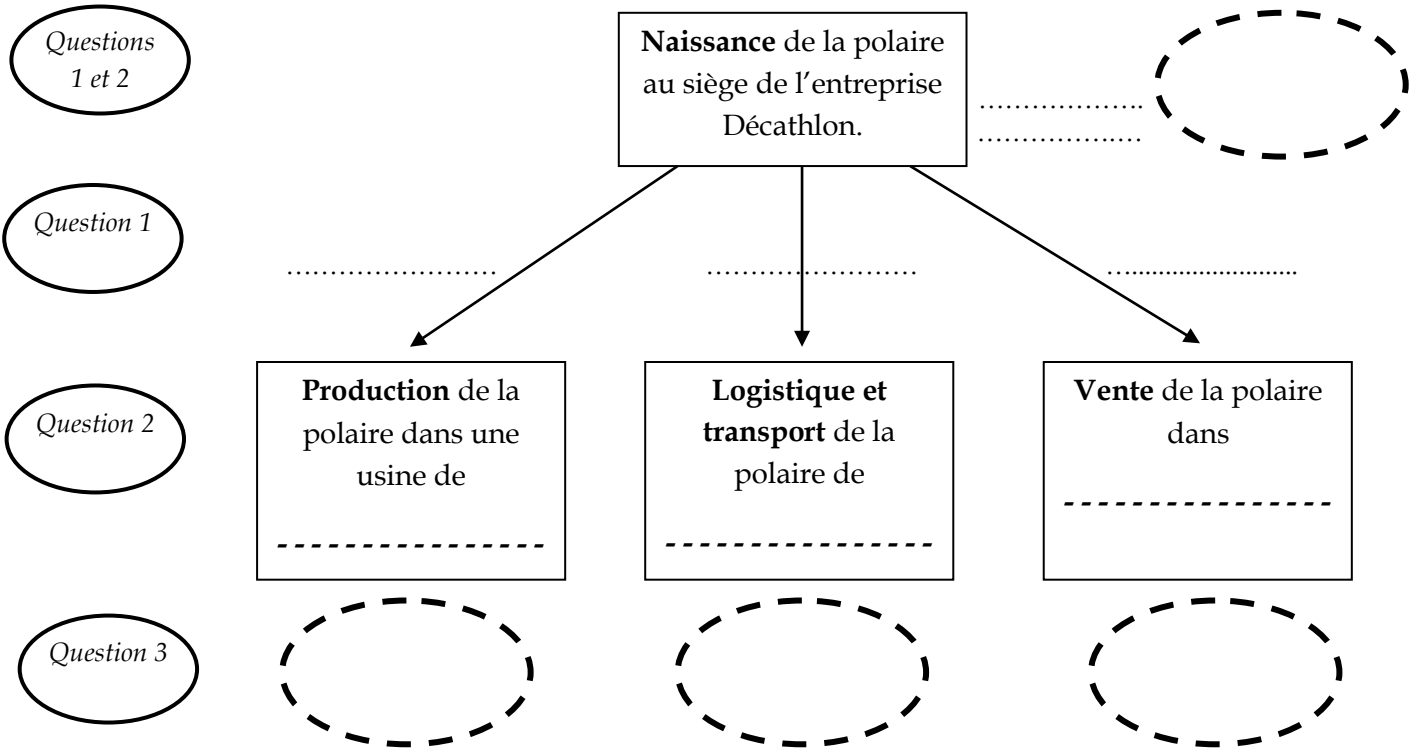 Questions
1 et 2
Naissance de la polaire
au siège de l'entreprise
Décathlon.
………………..
……………..…
Question 1
……………………
……………………
…..........................
Question 2
Production de la
polaire dans une
usine de
----------------
Logistique et
transport de la
polaire de
----------------
Vente de la polaire
dans
----------------
Question 3